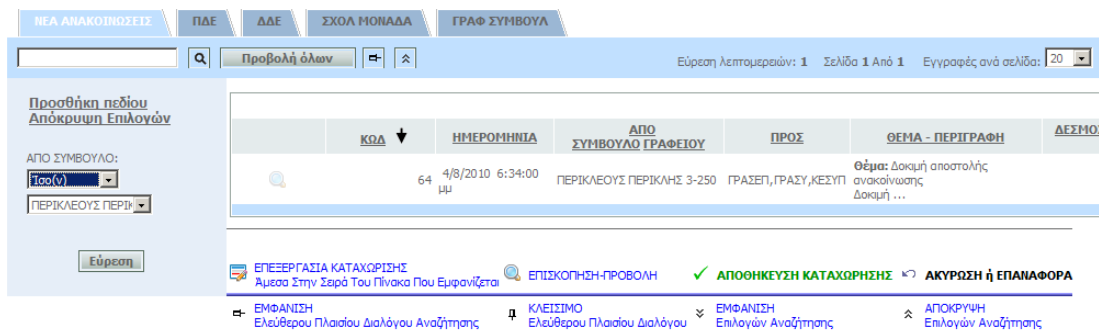 ΝΕΑ ΑΝΑΚΟΙΝΩΣΕΙΣ ΠΔΕ ΔΔΕ ΣΧΟΛ ΜΟΝΑΔΑ ΓΡΑΦ ΣΥΜΒΟΥΛ
Προβολή όλων Εύρεση λεπτομερειών: 1 Σελίδα 1 Από 1 Εγγραφές ανά σελίδα: 20
Προσθήκη πεδίου
Απόκρυψη Επιλογών
ΑΠΟ ΣΥΜΒΟΥΛΟ:
Ίσο(ν)
ΠΕΡΙΚΛΕΟΥΣ ΠΕΡΙΚ
Εύρεση
ΚΩΔ ΗΜΕΡΟΜΗΝΙΑ ΑΠΟ ΣΥΜΒΟΥΛΟ ΓΡΑΦΕΙΟΥ ΠΡΟΣ ΘΕΜΑ - ΠΕΡΙΓΡΑΦΗ ΔΕΣΜΟΣ
64 4/8/2010 6:34:00 μμ ΠΕΡΙΚΛΕΟΥΣ ΠΕΡΙΚΛΗΣ 3-250 ΓΡΑΣΕΠ,ΓΡΑΣΥ,ΚΕΣΥΠ Θέμα: Δοκιμή αποστολής
ανακοίνωσης
Δοκιμή ...
ΕΠΕΞΕΡΓΑΣΙΑ ΚΑΤΑΧΩΡΙΣΗΣ
Άμεσα Στην Σειρά Του Πίνακα Που Εμφανίζεται
ΕΠΙΣΚΟΠΗΣΗ-ΠΡΟΒΟΛΗ
ΑΠΟΘΗΚΕΥΣΗ ΚΑΤΑΧΩΡΗΣΗΣ
ΑΚΥΡΩΣΗ ή ΕΠΑΝΑΦΟΡΑ
ΕΜΦΑΝΙΣΗ
Ελεύθερου Πλαισίου Διαλόγου Αναζήτησης
ΚΛΕΙΣΙΜΟ
Ελεύθερου Πλαισίου Διαλόγου
ΕΜΦΑΝΙΣΗ
Επιλογών Αναζήτησης
ΑΠΟΚΡΥΨΗ
Επιλογών Αναζήτησης